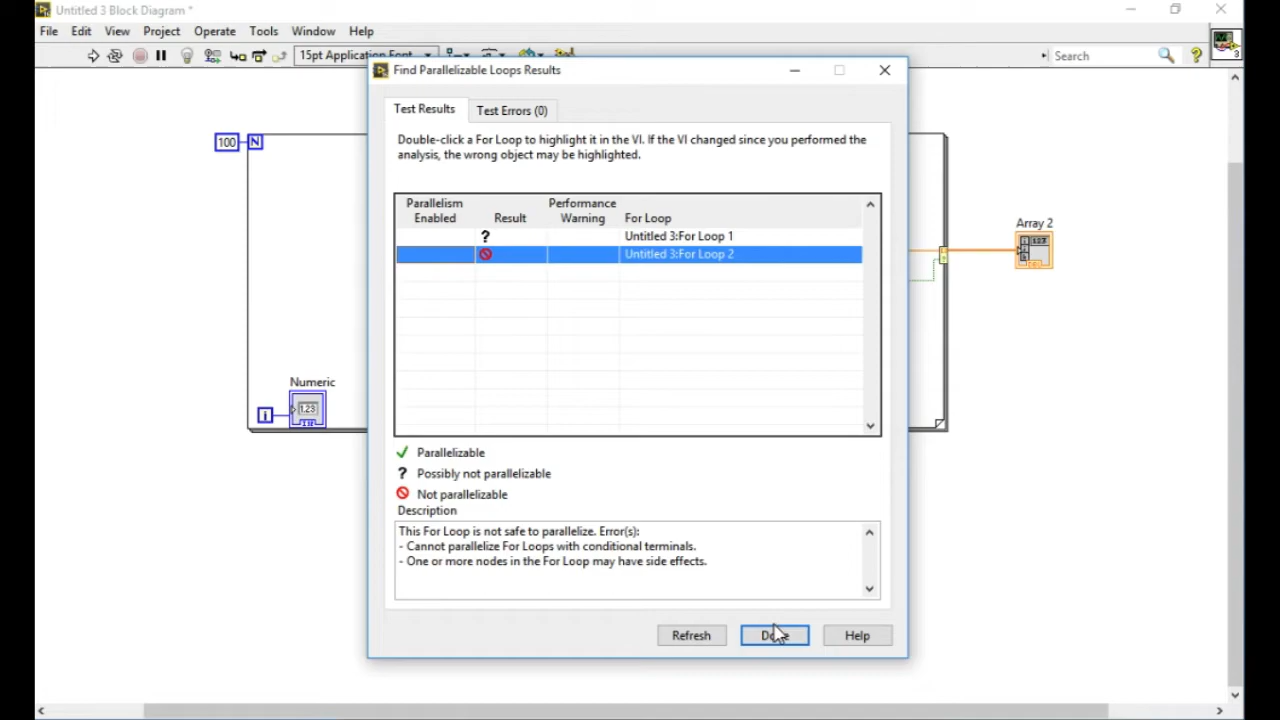 Untitled 3 Block Diagram *
File Edit View Project Operate Tools Window Help
15pt Application Font
Search
3
Find Parallelizable Loops Results
Test Results
Test Errors (0)
Double-click a For Loop to highlight it in the VI. If the VI changed since you performed the
analysis, the wrong object may be highlighted.
Parallelism Performance
Enabled Result Warning For Loop
? Untitled 3:For Loop 1
Untitled 3:For Loop 2
Parallelizable
? Possibly not parallelizable
Not parallelizable
Description
This For Loop is not safe to parallelize. Error(s):
- Cannot parallelize For Loops with conditional terminals.
- One or more nodes in the For Loop may have side effects.
Refresh
Help
100 N
Numeric
i
1.23
Array 2
1.23